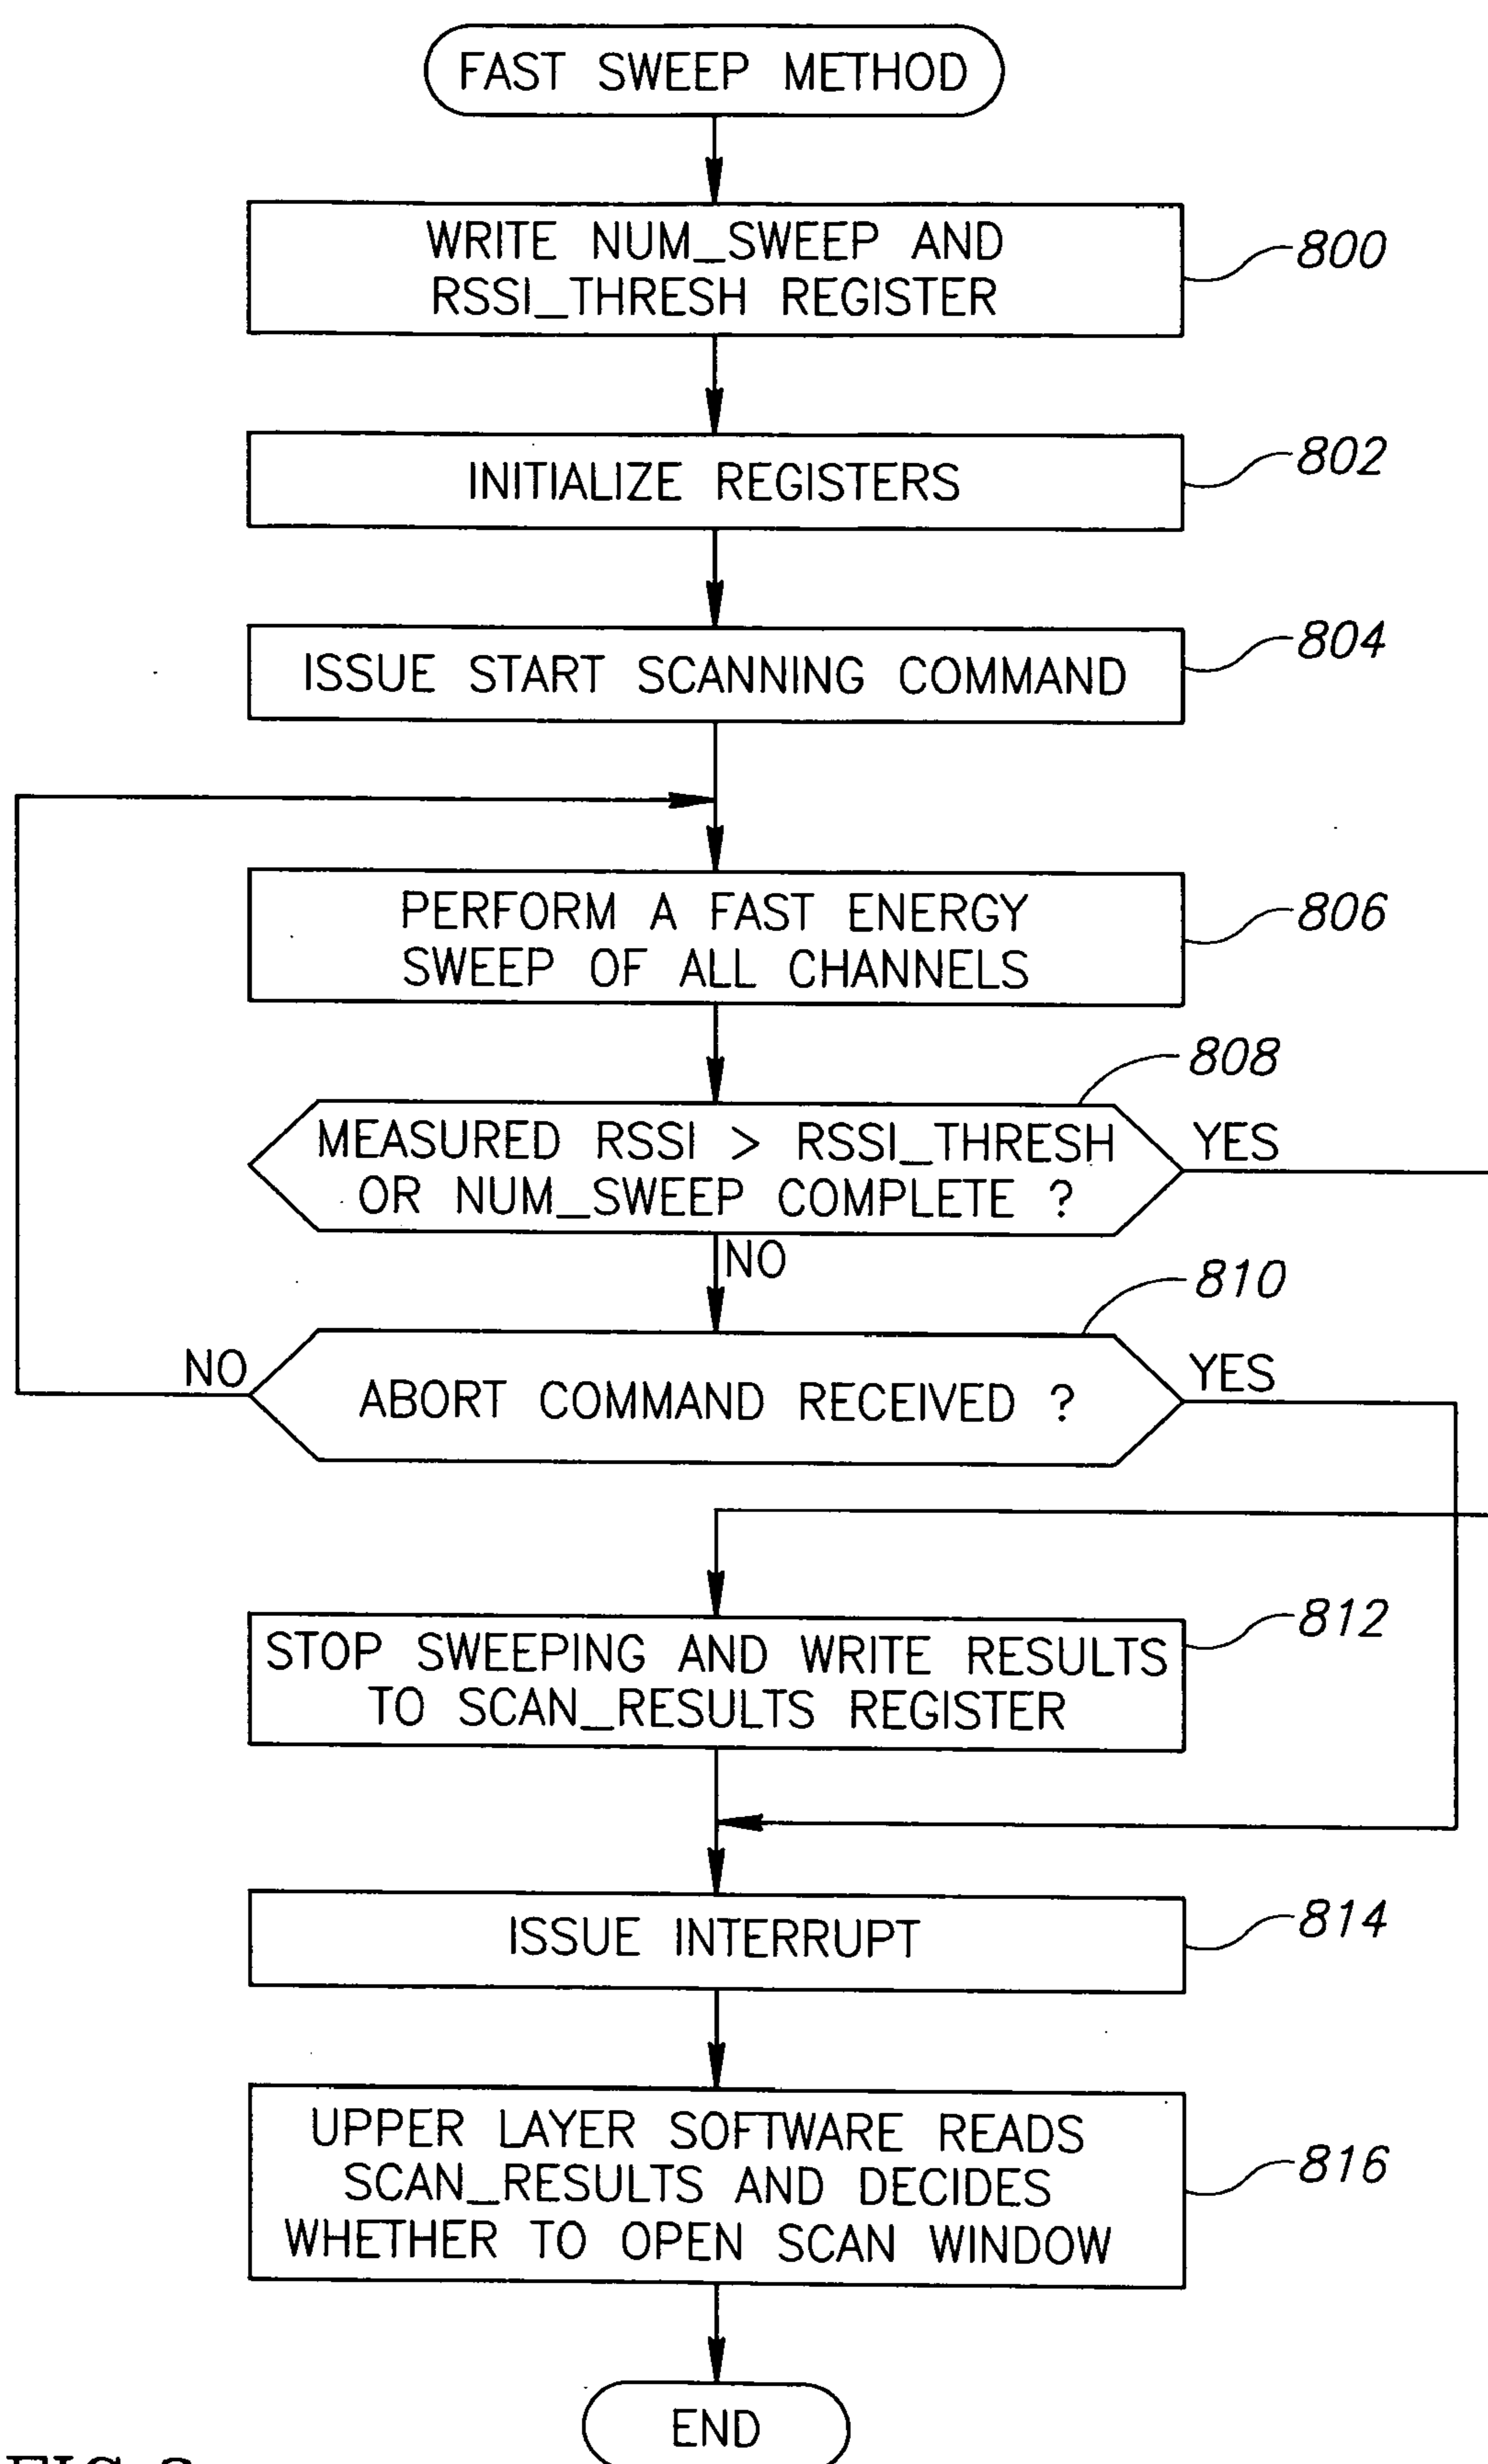 FAST SWEEP METHOD
WRITE NUM_SWEEP AND
RSSI_THRESH REGISTER
800
INITIALIZE REGISTERS
802
ISSUE START SCANNING COMMAND
804
PERFORM A FAST ENERGY
SWEEP OF ALL CHANNELS
806
808
MEASURED RSSI > RSSI_THRESH
OR NUM_SWEEP COMPLETE ?
YES
NO
810
NO
ABORT COMMAND RECEIVED ?
YES
STOP SWEEPING AND WRITE RESULTS
TO SCAN_RESULTS REGISTER
812
ISSUE INTERRUPT
814
UPPER LAYER SOFTWARE READS
SCAN_RESULTS AND DECIDES
WHETHER TO OPEN SCAN WINDOW
816
END